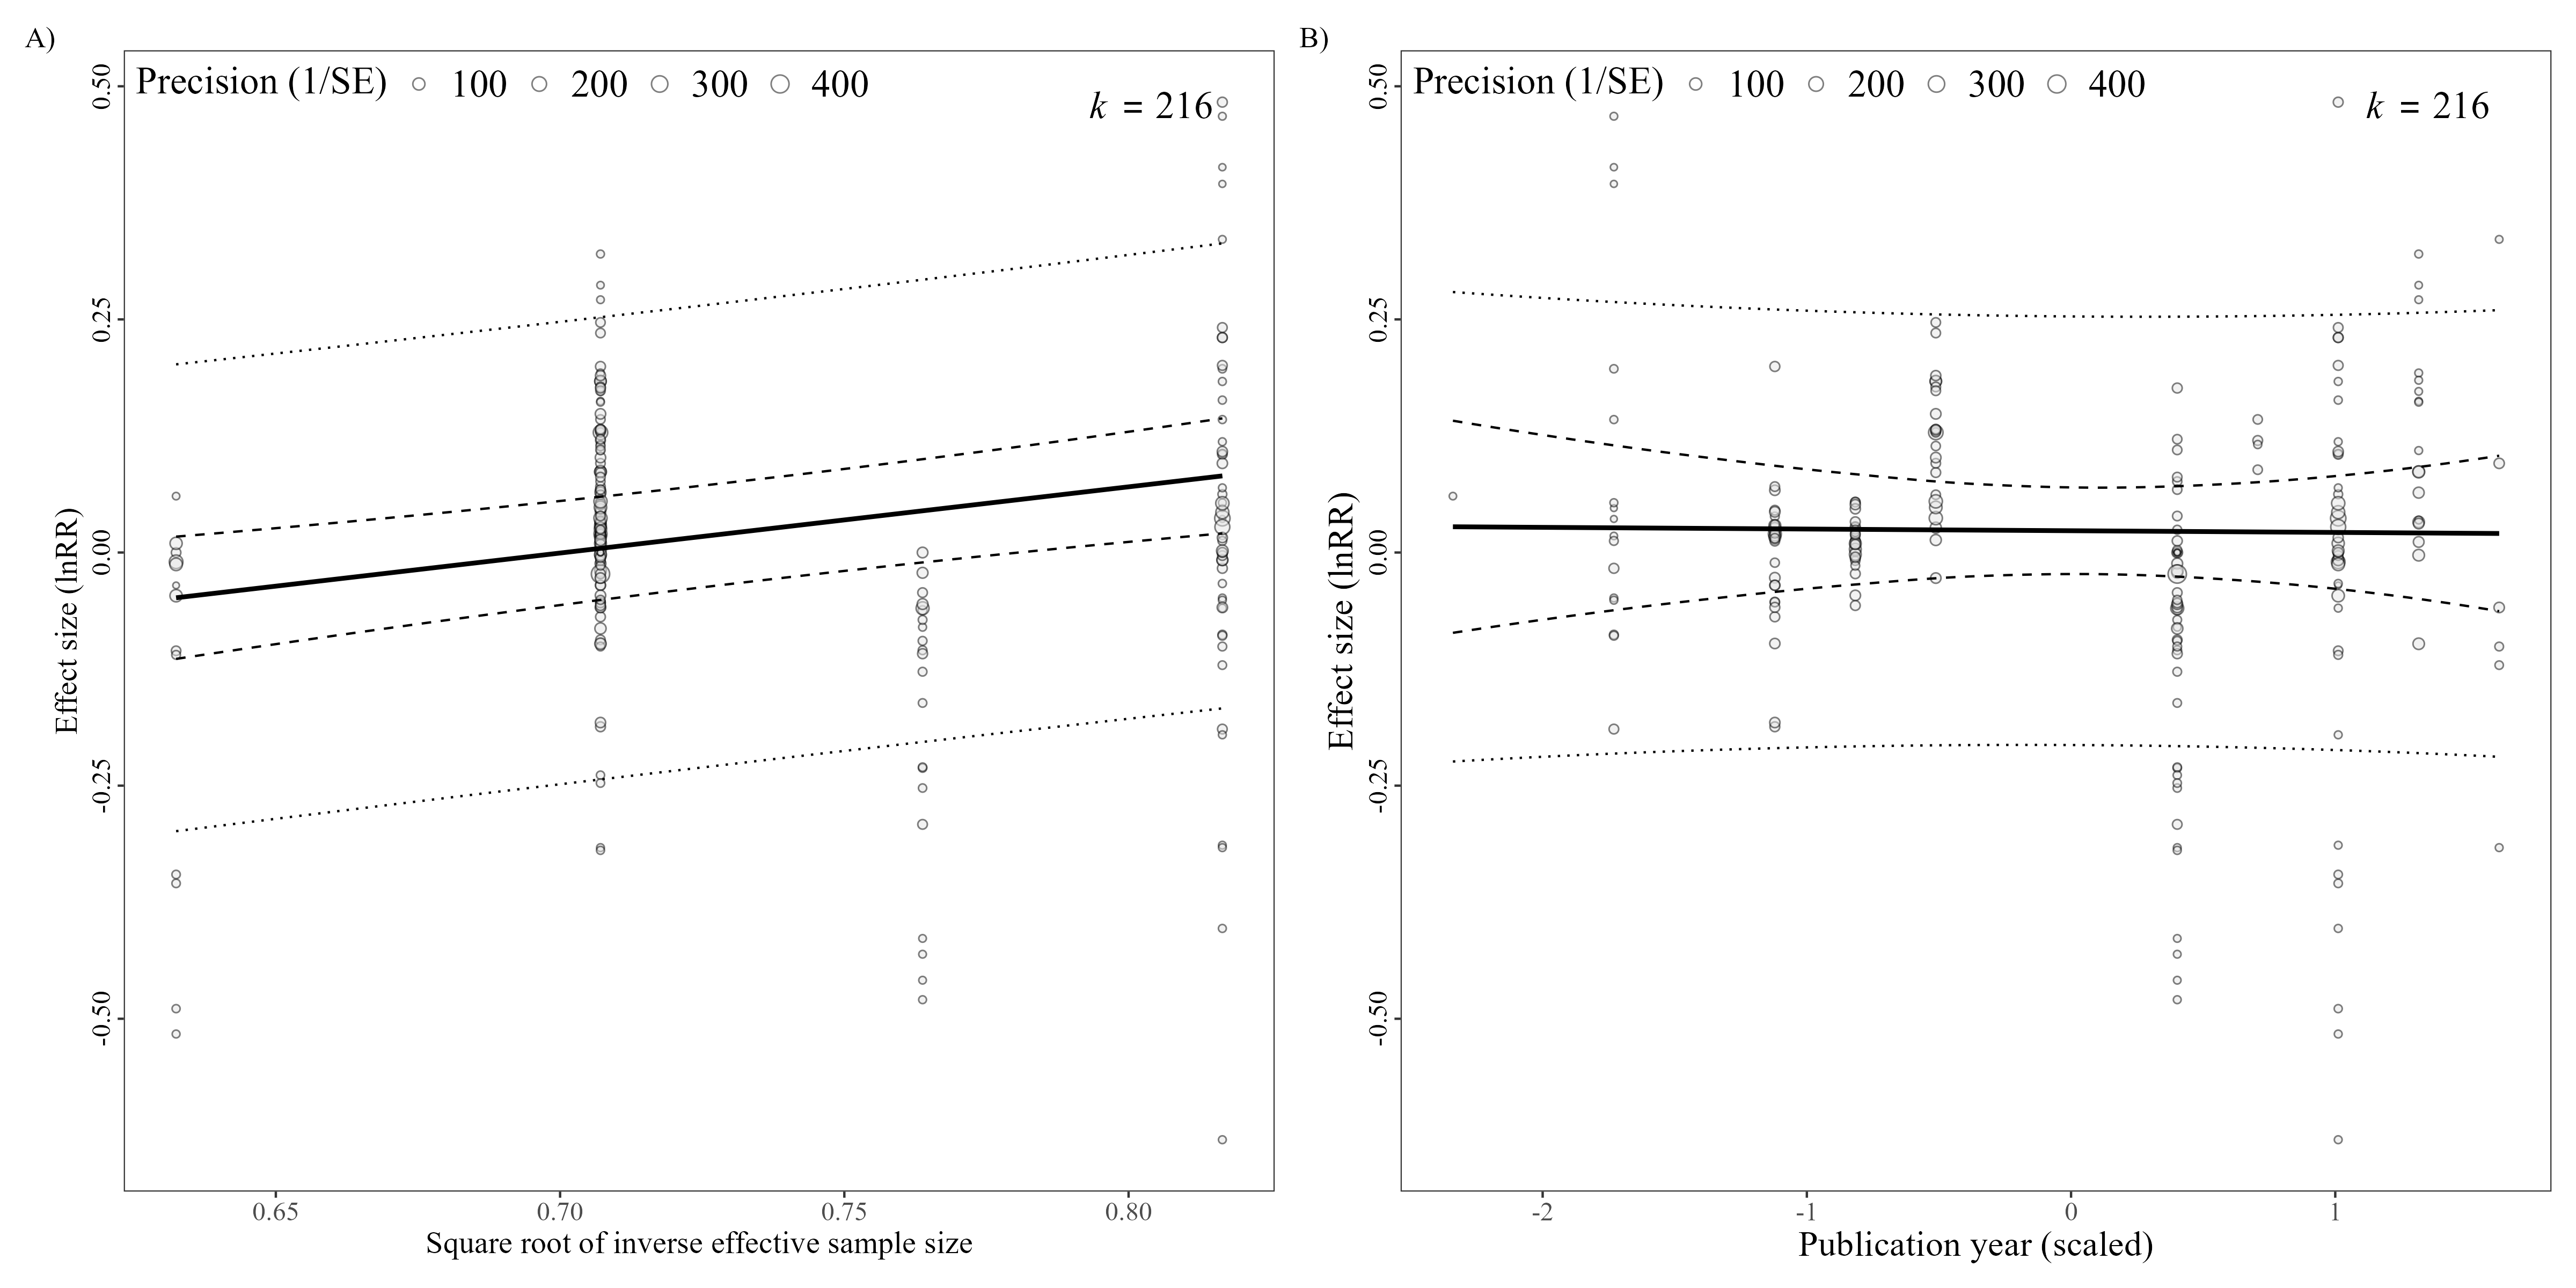 A)
Precision (1/SE) 100 200 300 400
k = 216
0.50
0.25
0.00
-0.25
-0.50
Effect size (lnRR)
0.65 0.70 0.75 0.80
Square root of inverse effective sample size
B)
Precision (1/SE) 100 200 300 400
k = 216
0.50
0.25
0.00
-0.25
-0.50
Effect size (lnRR)
-2 -1 0 1
Publication year (scaled)